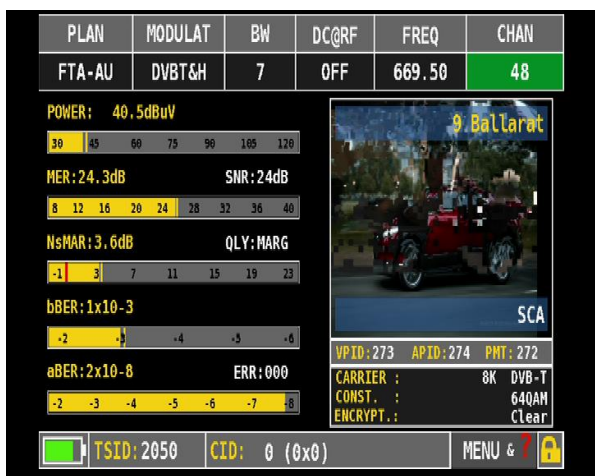 PLAN MODULAT BW DC@RF FREQ CHAN
FTA-AU DVBT&H 7 OFF 669.50 48
POWER: 40.5dBuV
30 45 60 75 90 105 120
MER:24.3dB SNR:24dB
8 12 16 20 24 28 32 36 40
NsMAR:3.6dB QLY:MARG
-1 3 7 11 15 19 23
bBER:1x10-3
-2 -3 -4 -5 -6
aBER:2x10-8 ERR:000
-2 -3 -4 -5 -6 -7 -8
9.Ballarat
SCA
VPID:273 APID:274 PMT:272
CARRIER : 8K DVB-T
CONST. : 64QAM
ENCRYPT.: Clear
TSID:2050 CID: 0 (0x0) MENU & ?